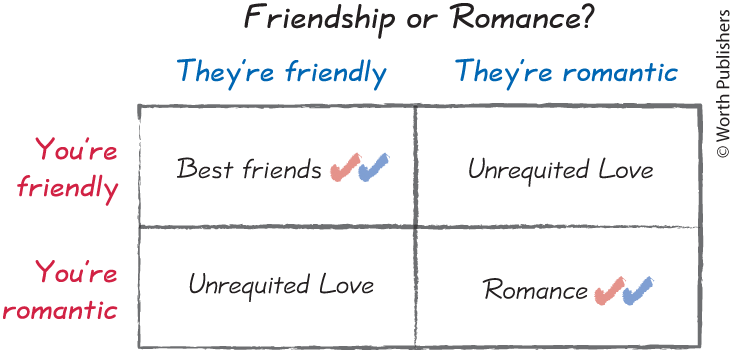 Friendship or Romance?
They're friendly
They're romantic
You're
friendly
Best friends
Unrequited Love
You're
romantic
Unrequited Love
Romance
© Worth Publishers